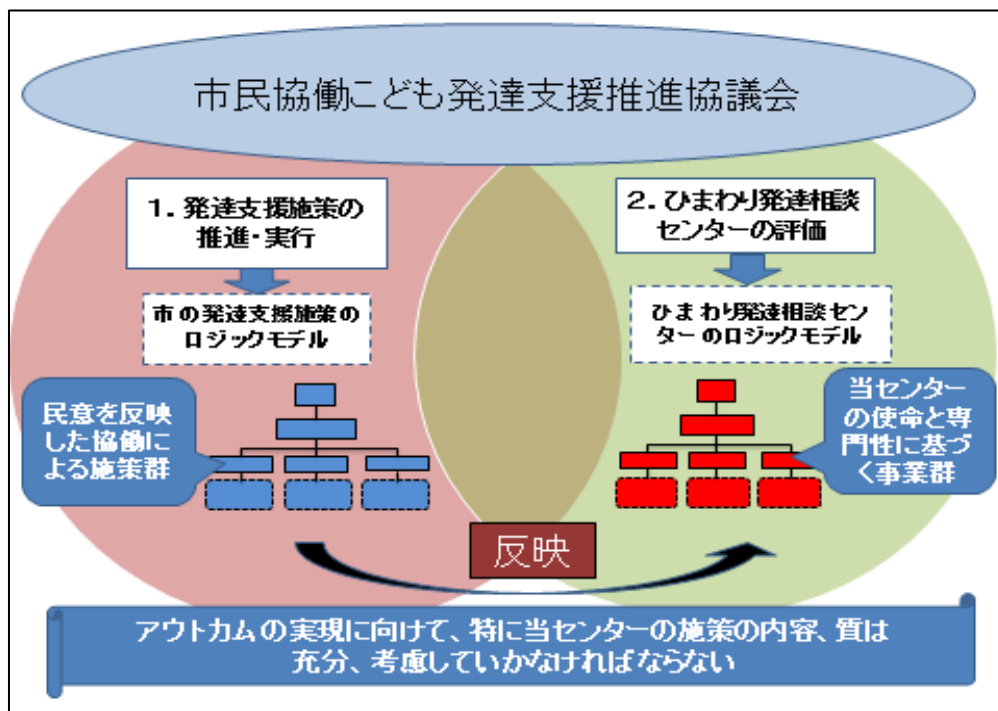 市民協働こども発達支援推進協議会
1．発達支援施策の
推進・実行
2．ひまわり発達相談
センターの評価
市の発達支援施策の
ロジックモデル
ひまわり発達相談セン
ターのロジックモデル
民意を反映
した協働に
よる施策群
当センター
の使命と専
門性に基づ
く事業群
反映
アウトカムの実現に向けて、特に当センターの施策の内容、質は
充分、考慮していかなければならない